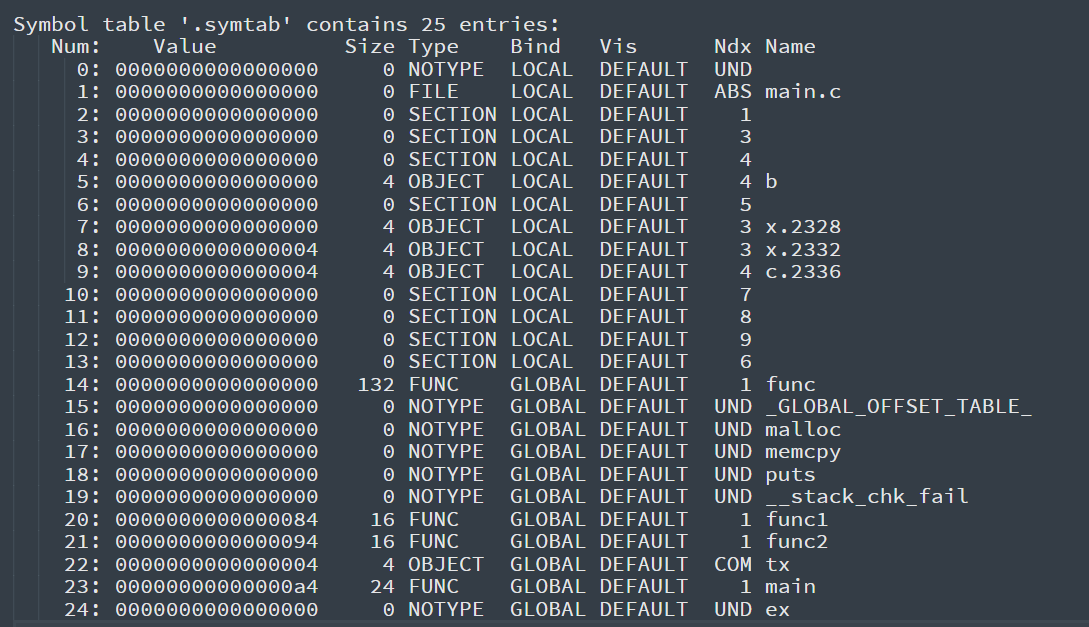 Symbol table '.symtab' contains 25 entries:
   Num:    Value          Size Type    Bind   Vis      Ndx Name
     0: 0000000000000000     0 NOTYPE  LOCAL  DEFAULT  UND
     1: 0000000000000000     0 FILE    LOCAL  DEFAULT  ABS main.c
     2: 0000000000000000     0 SECTION LOCAL  DEFAULT    1
     3: 0000000000000000     0 SECTION LOCAL  DEFAULT    3
     4: 0000000000000000     0 SECTION LOCAL  DEFAULT    4
     5: 0000000000000000     4 OBJECT  LOCAL  DEFAULT    4 b
     6: 0000000000000000     0 SECTION LOCAL  DEFAULT    5
     7: 0000000000000000     4 OBJECT  LOCAL  DEFAULT    3 x.2328
     8: 0000000000000004     4 OBJECT  LOCAL  DEFAULT    3 x.2332
     9: 0000000000000004     4 OBJECT  LOCAL  DEFAULT    4 c.2336
    10: 0000000000000000     0 SECTION LOCAL  DEFAULT    7
    11: 0000000000000000     0 SECTION LOCAL  DEFAULT    8
    12: 0000000000000000     0 SECTION LOCAL  DEFAULT    9
    13: 0000000000000000     0 SECTION LOCAL  DEFAULT    6
    14: 0000000000000000   132 FUNC    GLOBAL DEFAULT    1 func
    15: 0000000000000000     0 NOTYPE  GLOBAL DEFAULT  UND _GLOBAL_OFFSET_TABLE_
    16: 0000000000000000     0 NOTYPE  GLOBAL DEFAULT  UND malloc
    17: 0000000000000000     0 NOTYPE  GLOBAL DEFAULT  UND memcpy
    18: 0000000000000000     0 NOTYPE  GLOBAL DEFAULT  UND puts
    19: 0000000000000000     0 NOTYPE  GLOBAL DEFAULT  UND __stack_chk_fail
    20: 0000000000000084    16 FUNC    GLOBAL DEFAULT    1 func1
    21: 0000000000000094    16 FUNC    GLOBAL DEFAULT    1 func2
    22: 0000000000000004     4 OBJECT  GLOBAL DEFAULT  COM tx
    23: 00000000000000a4    24 FUNC    GLOBAL DEFAULT    1 main
    24: 0000000000000000     0 NOTYPE  GLOBAL DEFAULT  UND ex